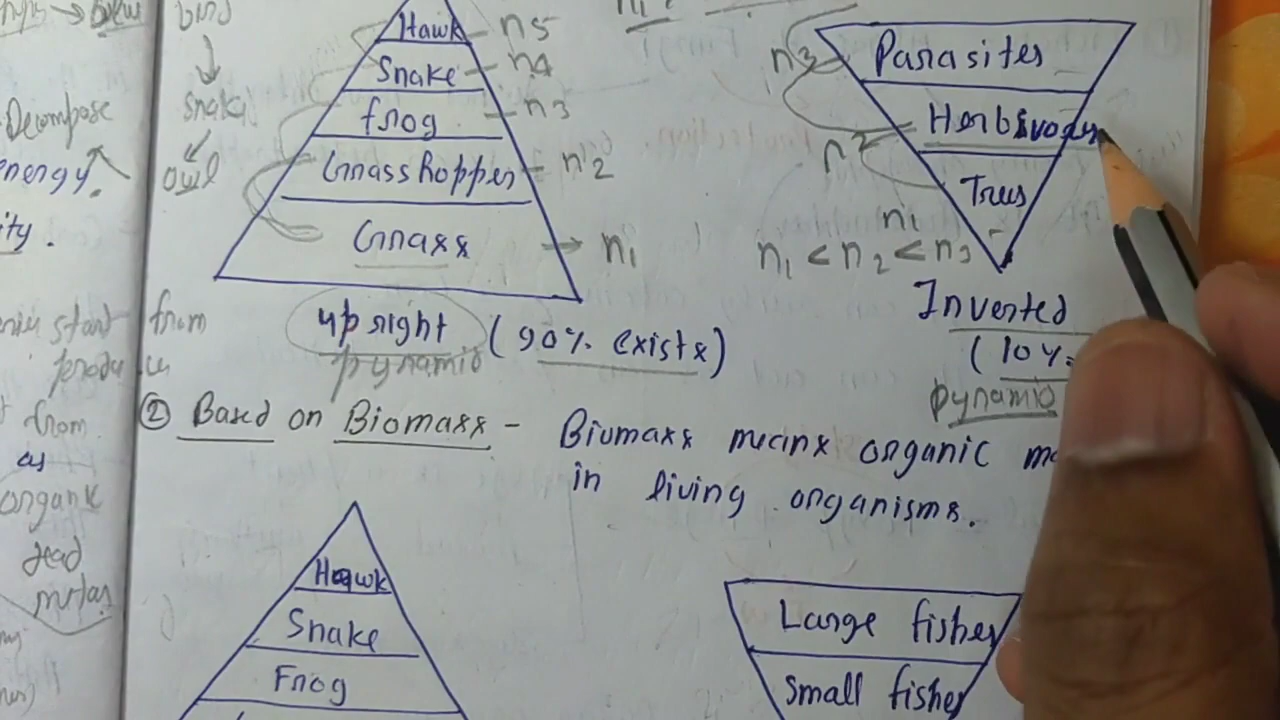 bird
Snake
owl
Decompose
energy.
ity.
from
as
organic
dead
Hawk n5
Snake n4
frog n3
Grasshopper n2
Grass → n1
upright (90% exists)
pyramid
Parasites
n3
Herbivores
n2
Trees
n1
n1 < n2 < n3
Inverted
(10%
pyramid
② Based on Biomass - Biomass means organic
in living organisms.
Hawk
Snake
Frog
Large fishes
Small fishes